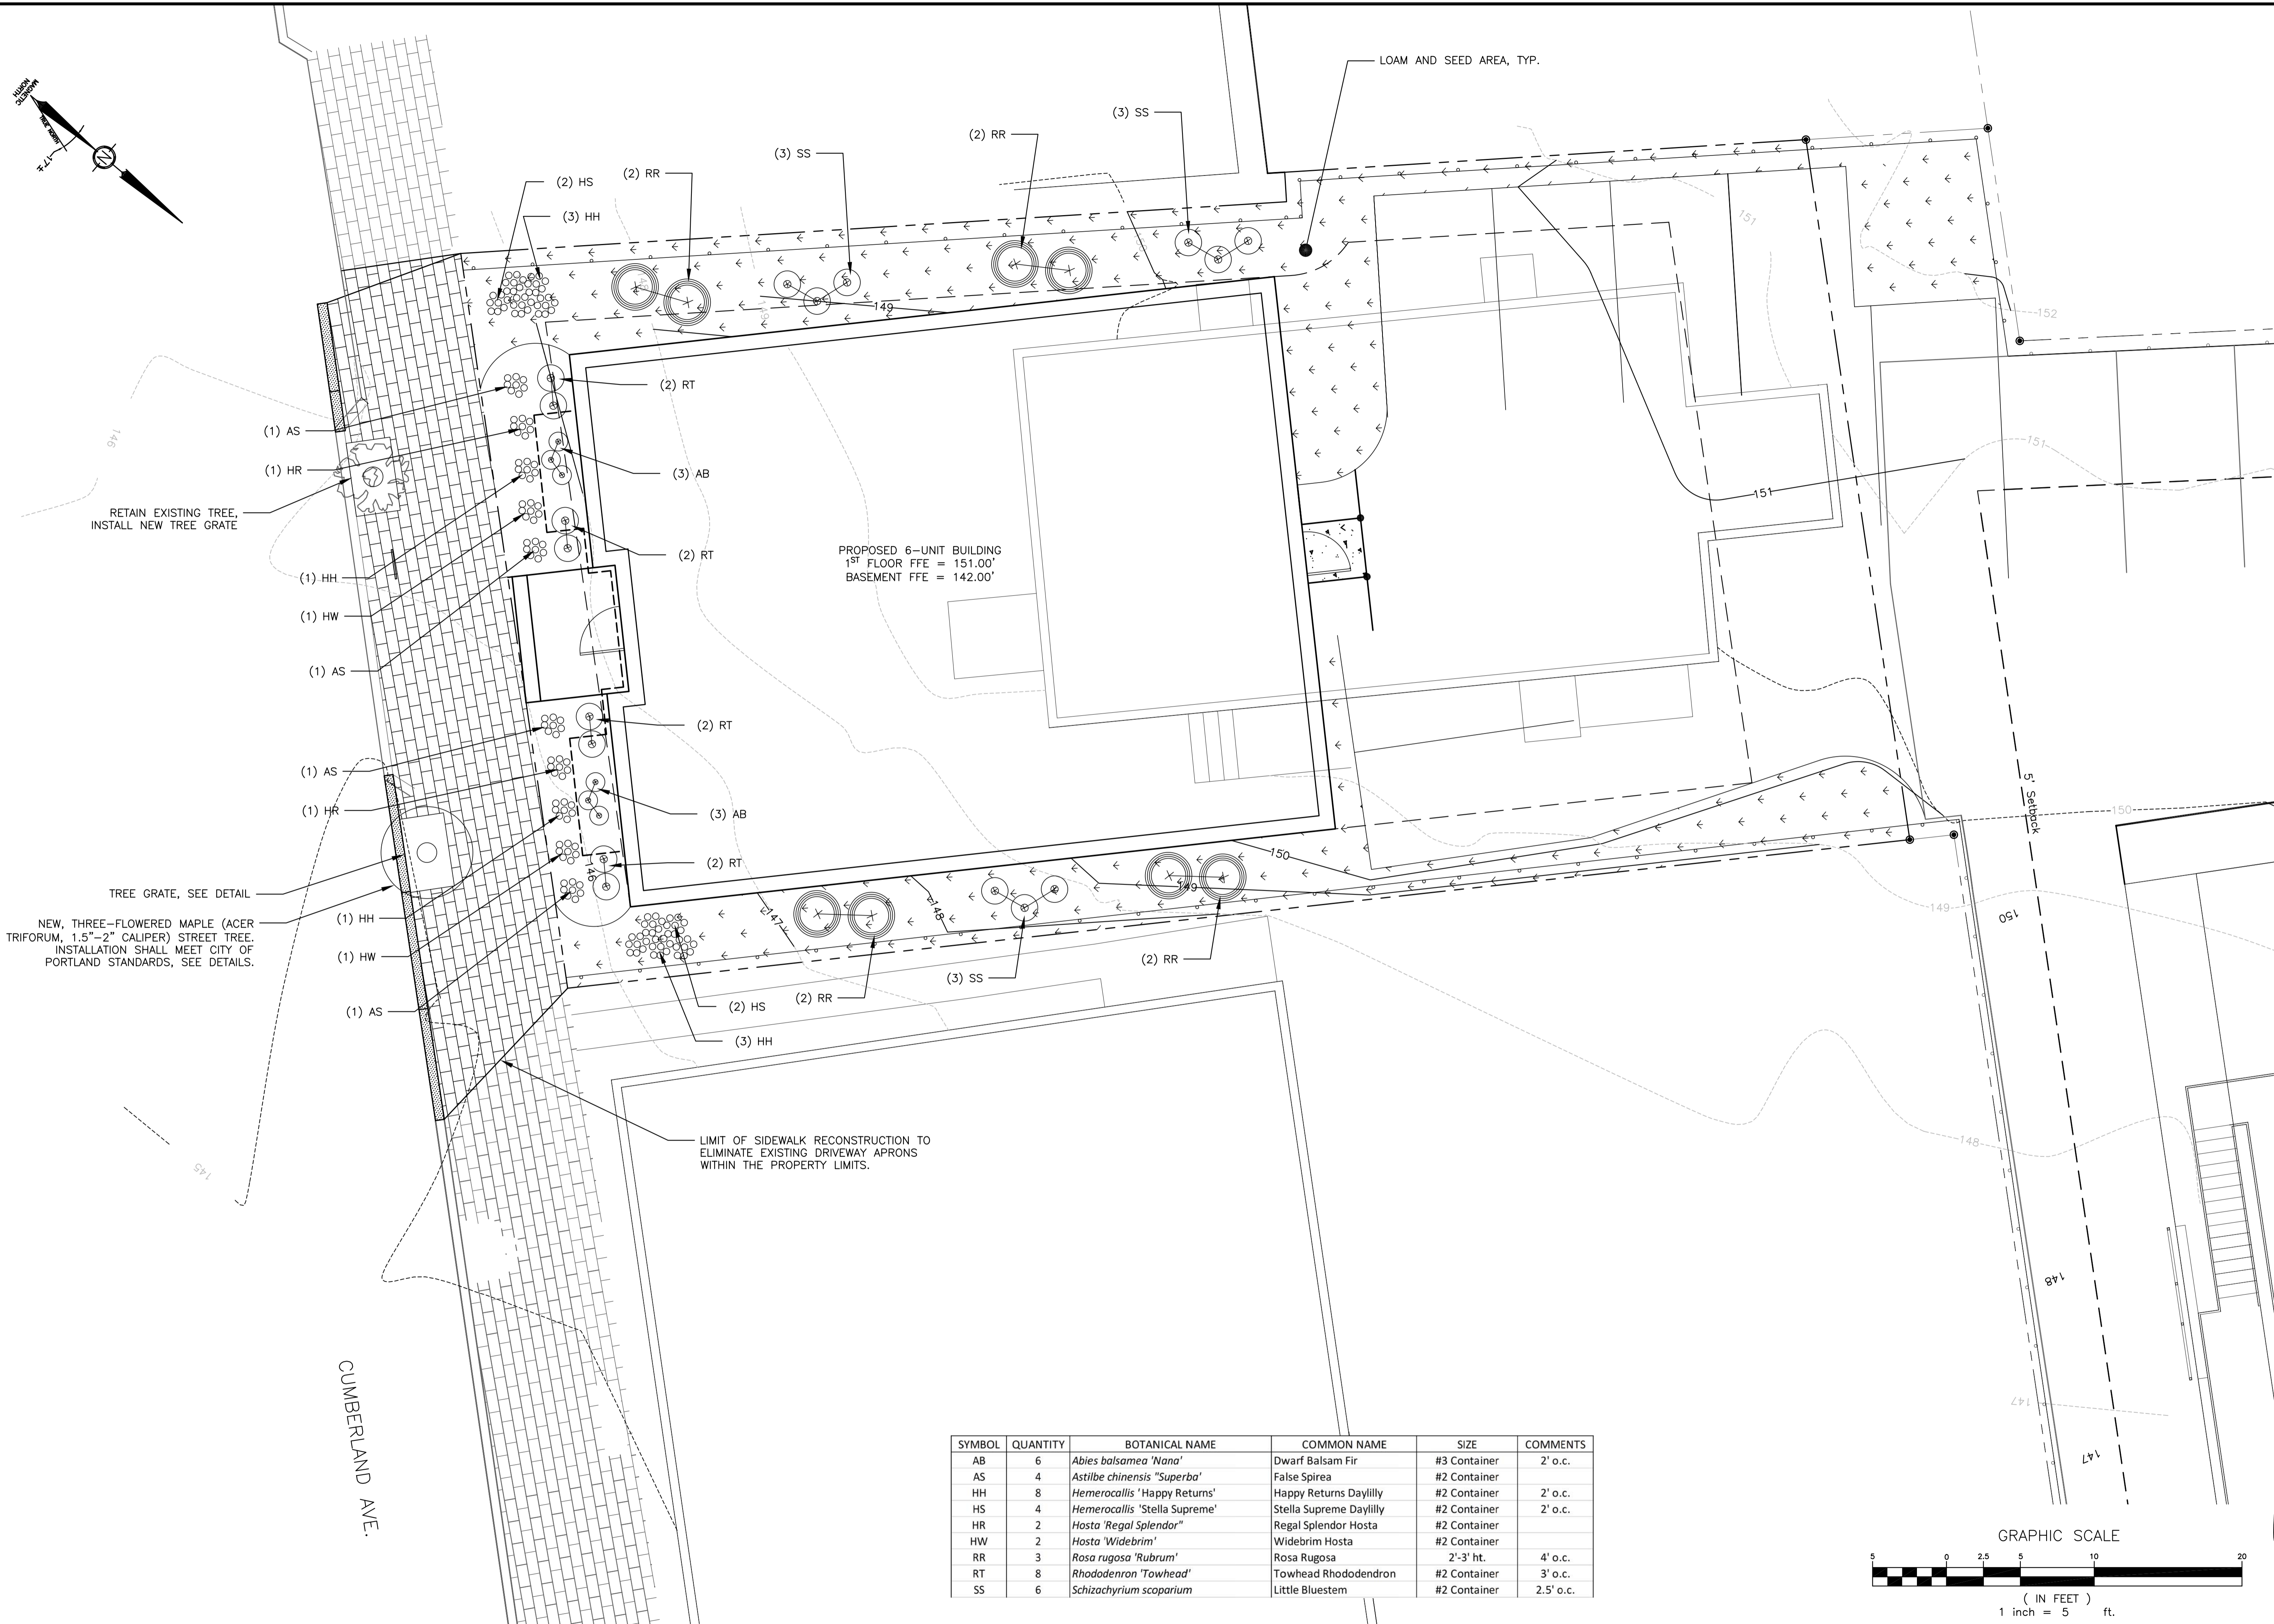 LOAM AND SEED AREA, TYP.
MAGNETIC
NORTH
TRUE NORTH
17±
N
(3) SS
(2) RR
(3) SS
(2) RR
(2) HS
(3) HH
151
152
149
149
146
(2) RT
(1) AS
(1) HR
(3) AB
RETAIN EXISTING TREE,
INSTALL NEW TREE GRATE
151
151
(2) RT
PROPOSED 6-UNIT BUILDING
1ST FLOOR FFE = 151.00'
BASEMENT FFE = 142.00'
(1) HH
(1) HW
(1) AS
(2) RT
(1) AS
(1) HR
(3) AB
5' Setback
150
(2) RT
146
150
149
TREE GRATE, SEE DETAIL
NEW, THREE-FLOWERED MAPLE (ACER
TRIFORUM, 1.5"-2" CALIPER) STREET TREE.
INSTALLATION SHALL MEET CITY OF
PORTLAND STANDARDS, SEE DETAILS.
(1) HH
(1) HW
(1) AS
147
148
149
150
(2) RR
(3) SS
(2) RR
(2) HS
(3) HH
LIMIT OF SIDEWALK RECONSTRUCTION TO
ELIMINATE EXISTING DRIVEWAY APRONS
WITHIN THE PROPERTY LIMITS.
145
148
148
147
147
CUMBERLAND AVE.
SYMBOL QUANTITY BOTANICAL NAME COMMON NAME SIZE COMMENTS
AB 6 Abies balsamea 'Nana' Dwarf Balsam Fir #3 Container 2' o.c.
AS 4 Astilbe chinensis "Superba' False Spirea #2 Container
HH 8 Hemerocallis 'Happy Returns' Happy Returns Daylilly #2 Container 2' o.c.
HS 4 Hemerocallis 'Stella Supreme' Stella Supreme Daylilly #2 Container 2' o.c.
HR 2 Hosta 'Regal Splendor" Regal Splendor Hosta #2 Container
HW 2 Hosta 'Widebrim' Widebrim Hosta #2 Container
RR 3 Rosa rugosa 'Rubrum' Rosa Rugosa 2'-3' ht. 4' o.c.
RT 8 Rhododenron 'Towhead' Towhead Rhododendron #2 Container 3' o.c.
SS 6 Schizachyrium scoparium Little Bluestem #2 Container 2.5' o.c.
GRAPHIC SCALE
5 0 2.5 5 10 20
( IN FEET )
1 inch = 5 ft.